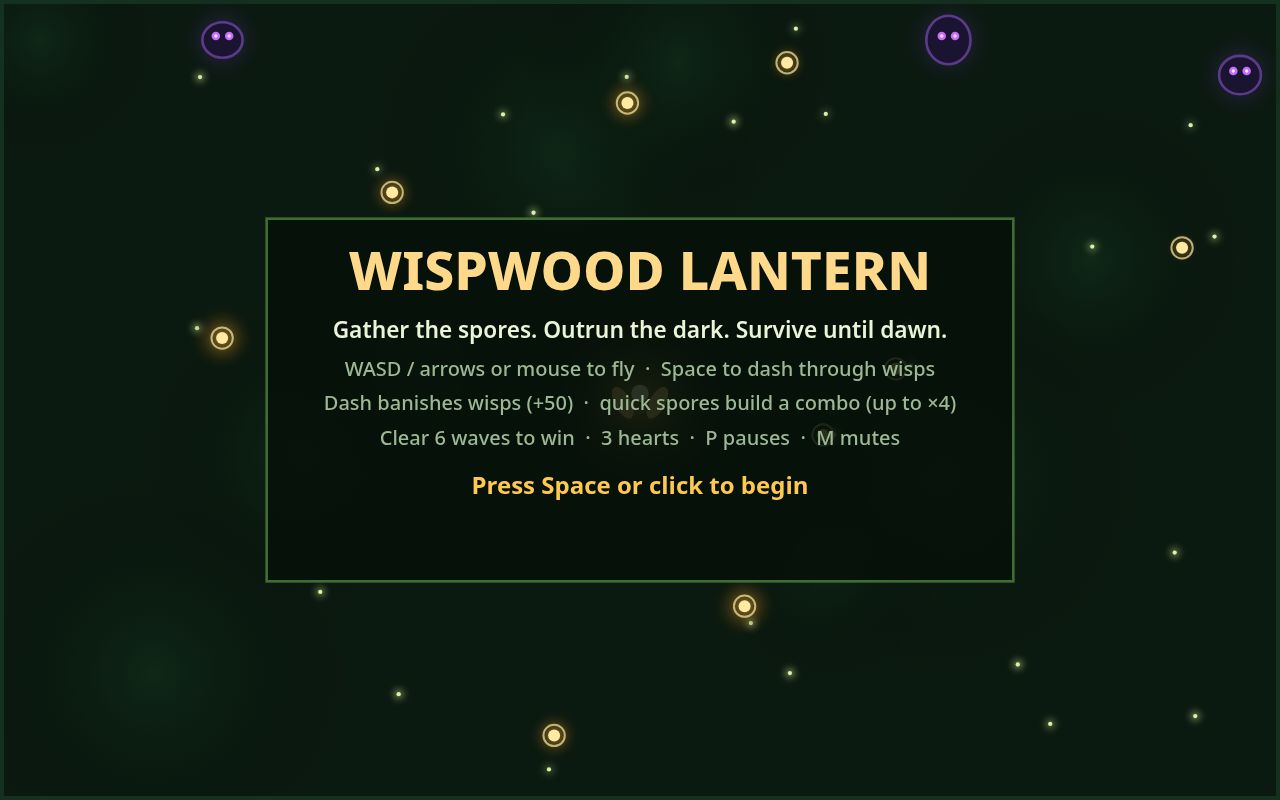 WISPWOOD LANTERN
Gather the spores. Outrun the dark. Survive until dawn.
WASD / arrows or mouse to fly · Space to dash through wisps
Dash banishes wisps (+50) · quick spores build a combo (up to ×4)
Clear 6 waves to win · 3 hearts · P pauses · M mutes
Press Space or click to begin